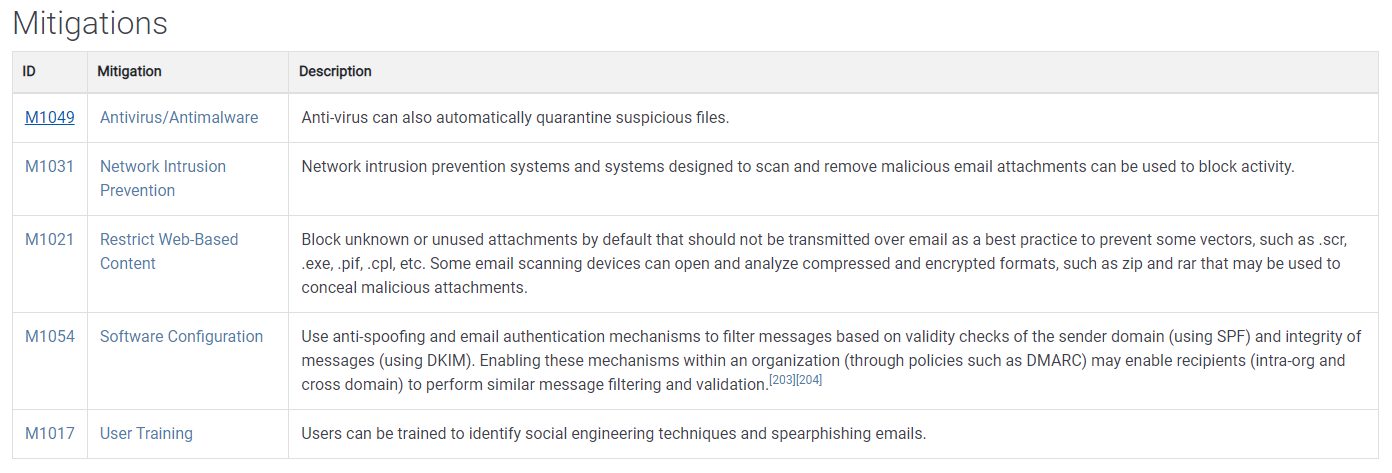 Mitigations
ID Mitigation Description
M1049 Antivirus/Antimalware Anti-virus can also automatically quarantine suspicious files.
M1031 Network Intrusion Prevention Network intrusion prevention systems and systems designed to scan and remove malicious email attachments can be used to block activity.
M1021 Restrict Web-Based Content Block unknown or unused attachments by default that should not be transmitted over email as a best practice to prevent some vectors, such as .scr,
.exe, .pif, .cpl, etc. Some email scanning devices can open and analyze compressed and encrypted formats, such as zip and rar that may be used to
conceal malicious attachments.
M1054 Software Configuration Use anti-spoofing and email authentication mechanisms to filter messages based on validity checks of the sender domain (using SPF) and integrity of
messages (using DKIM). Enabling these mechanisms within an organization (through policies such as DMARC) may enable recipients (intra-org and
cross domain) to perform similar message filtering and validation.[203][204]
M1017 User Training Users can be trained to identify social engineering techniques and spearphishing emails.